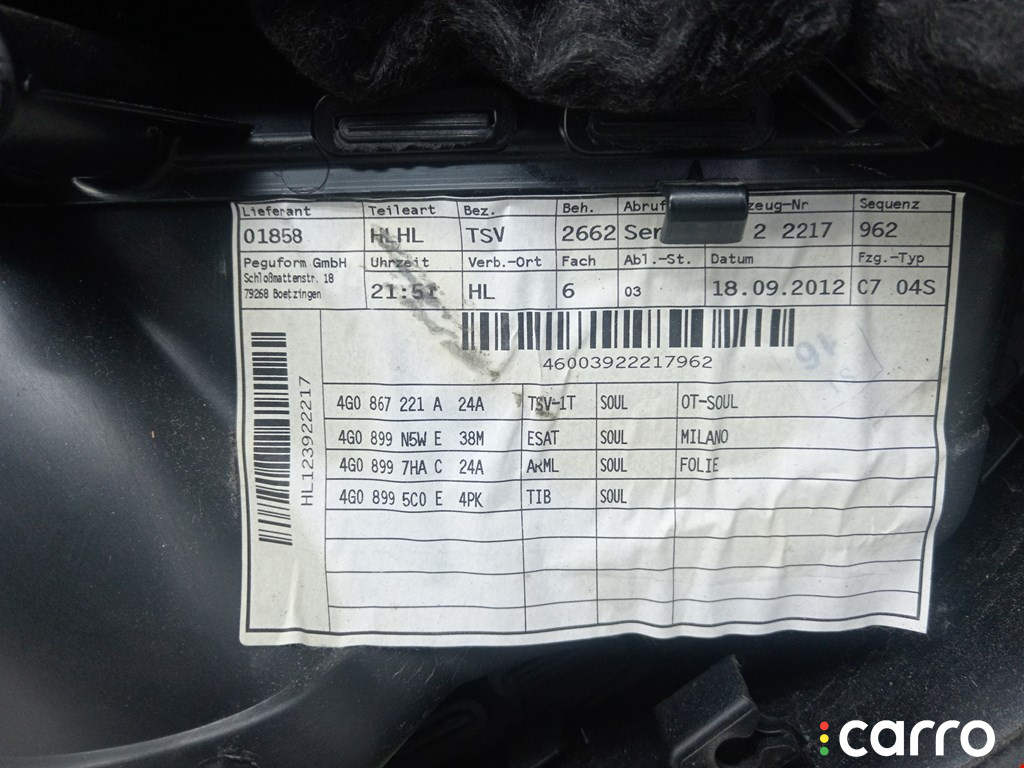 Lieferant Teileart Bez. Beh. Abruf zeug-Nr Sequenz
01858 HLHL TSV 2662 Ser 2 2217 962
Peguform GmbH Uhrzeit Verb.-Ort Fach Abl.-St. Datum Fzg.-Typ
Schloßmattenstr. 18
79268 Boetzingen 21:51 HL 6 03 18.09.2012 C7 04S
46003922217962
HL123922217
4G0 867 221 A 24A TSV-1T SOUL OT-SOUL
4G0 899 N5W E 38M ESAT SOUL MILANO
4G0 899 7HA C 24A ARML SOUL FOLIE
4G0 899 5C0 E 4PK TIB SOUL
carro